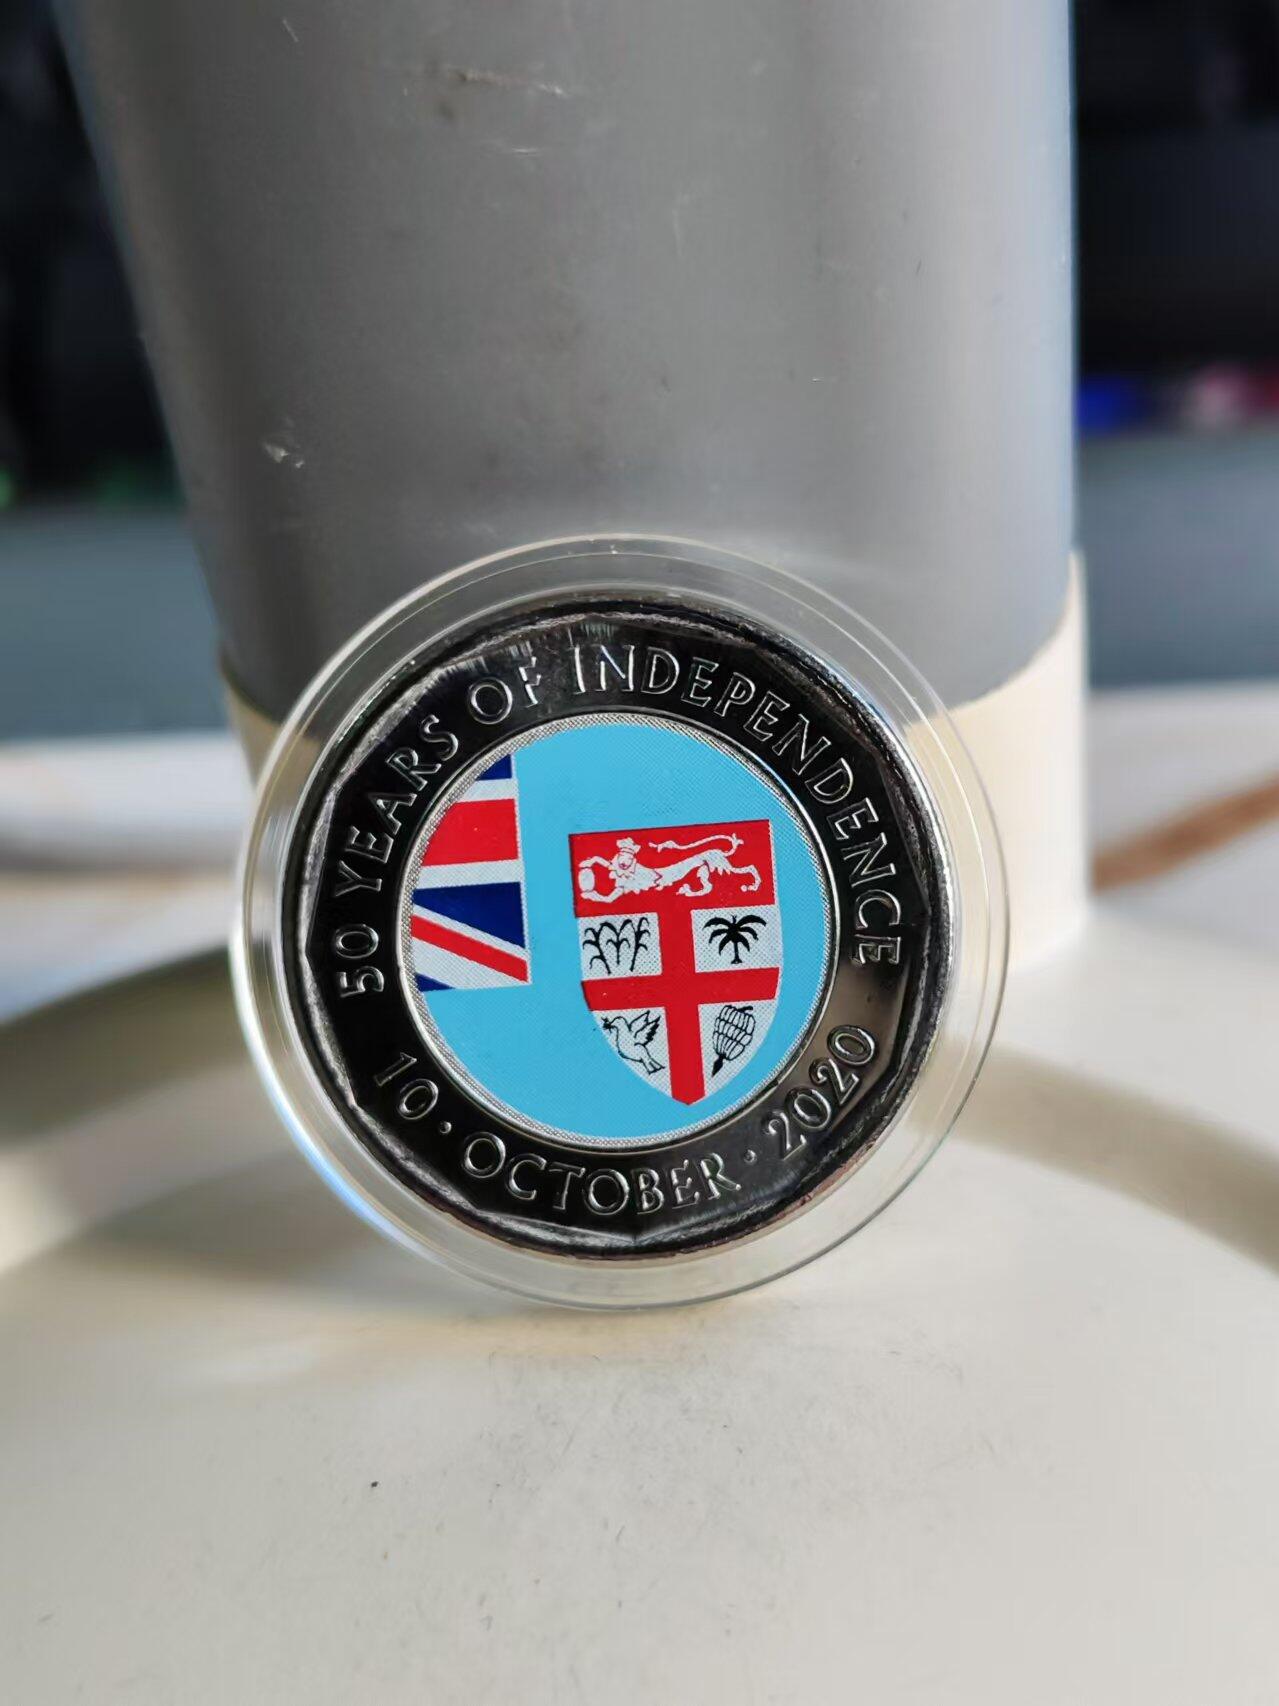 50 YEARS OF INDEPENDENCE
10 · OCTOBER · 2020